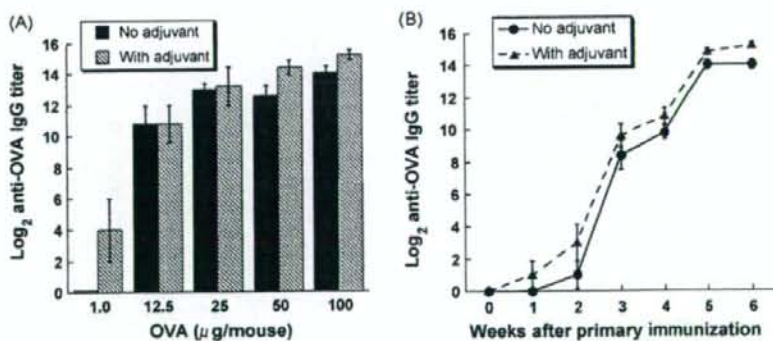 (A)
No adjuvant
With adjuvant
Log2 anti-OVA IgG titer
16
14
12
10
8
6
4
2
0
1.0 12.5 25 50 100
OVA (μg/mouse)
(B)
No adjuvant
With adjuvant
Log2 anti-OVA IgG titer
16
14
12
10
8
6
4
2
0
0 1 2 3 4 5 6
Weeks after primary immunization